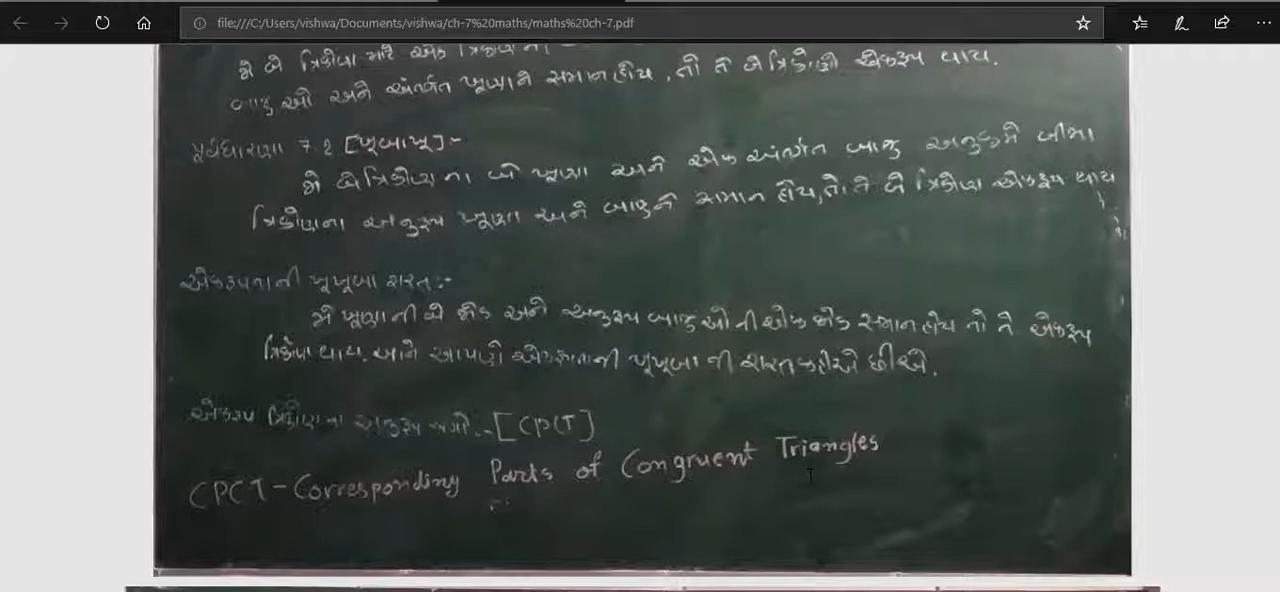 file:///C:/Users/vishwa/Documents/vishwa/ch-7%20maths/maths%20ch-7.pdf
જો બે ત્રિકોણ માટે એક ત્રિકોણના
બાજુઓ અને અંતર્ગત ખૂણાને સમાન હોય, તો તે બે ત્રિકોણો એકરૂપ થાય.
પૂર્વધારણા 7.2 [ખૂબાખૂ]:-
જો બે ત્રિકોણના બે ખૂણા અને એક અંતર્ગત બાજુ અનુક્રમે બીજા
ત્રિકોણના અનુરૂપ ખૂણા અને બાજુને સમાન હોય, તો તે બે ત્રિકોણ એકરૂપ થાય
એકરૂપતાની ખૂખૂબા શરત:-
જો ખૂણાની બે જોડ અને અનુરૂપ બાજુઓની એક જોડ સમાન હોય તો તે એકરૂપ
ત્રિકોણ થાય. આને આપણે એકરૂપતાની ખૂખૂબા ની શરત કહીએ છીએ.
એકરૂપ ત્રિકોણના અનુરૂપ અંગો:- [CPCT]
CPCT-Corresponding Parts of Congruent Triangles